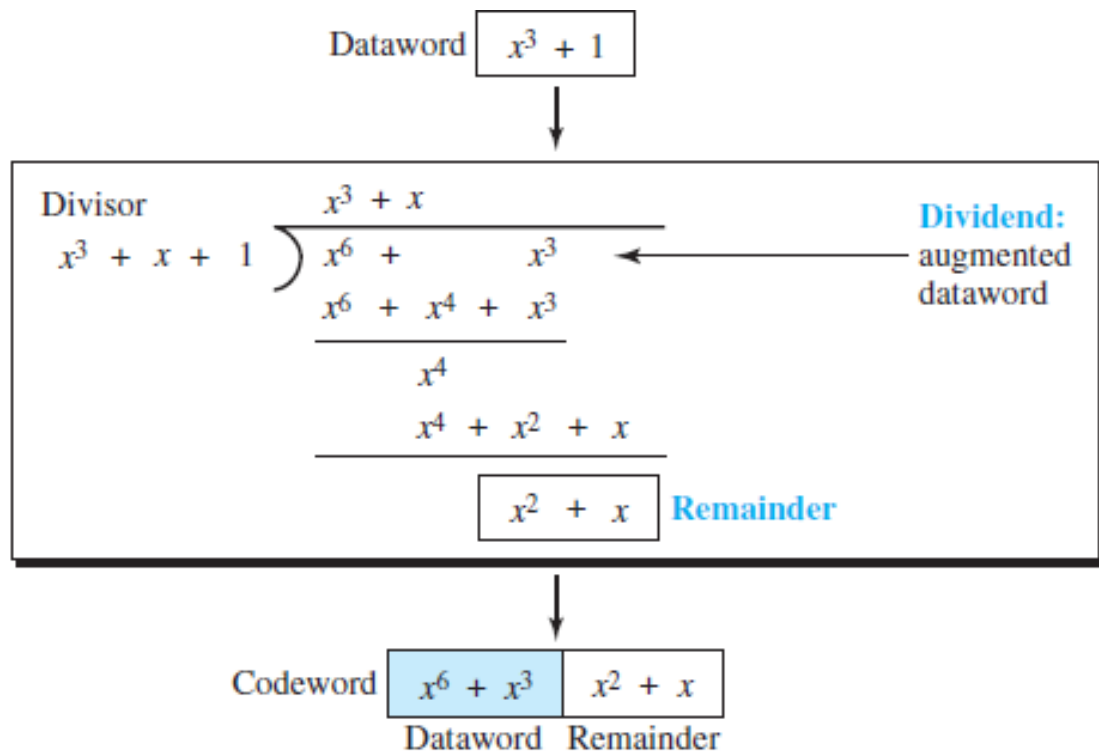 Dataword x³ + 1
x³ + x
Divisor
Dividend:
x³ + x + 1 x⁶ + x³
augmented
dataword
x⁶ + x⁴ + x³
x⁴
x⁴ + x² + x
x² + x Remainder
Codeword x⁶ + x³ x² + x
Dataword Remainder